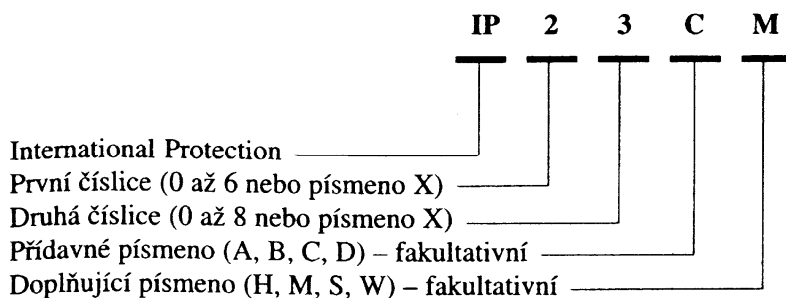 IP 2 3 C M
International Protection
První číslice (0 až 6 nebo písmeno X)
Druhá číslice (0 až 8 nebo písmeno X)
Přídavné písmeno (A, B, C, D) – fakultativní
Doplňující písmeno (H, M, S, W) – fakultativní